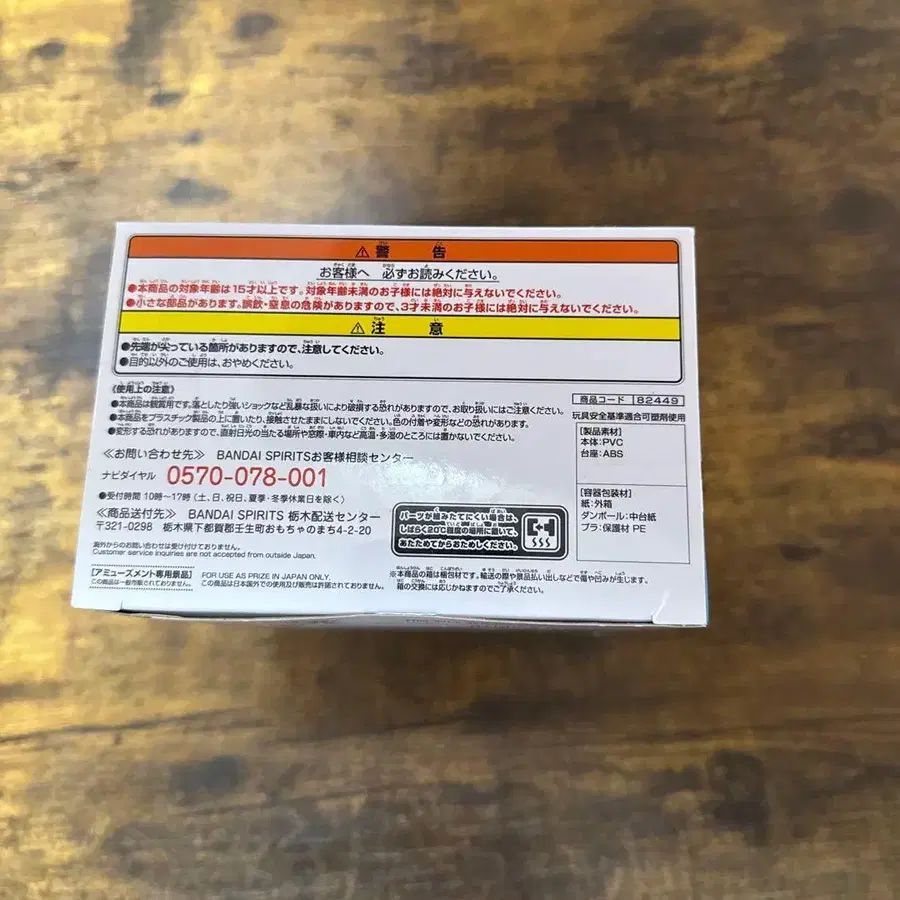 ⚠警告
お客様へ 必ずお読みください。
●本商品の対象年齢は15才以上です。対象年齢未満のお子様には絶対に与えないでください。
●小さな部品があります。誤飲・窒息の危険がありますので、3才未満のお子様には絶対に与えないでください。
⚠注意
●先端が尖っている箇所がありますので、注意してください。
●目的以外のご使用は、おやめください。
《使用上の注意》
●本商品は観賞用です。落としたり強いショックなど乱暴な扱いにより破損する恐れがありますので、お取り扱いにはご注意ください。
●本商品をプラスチック製品の上に置いたり、接触させたままにしないでください。色の付着や変形などの恐れがあります。
●変形する恐れがありますので、直射日光の当たる場所や窓際・車内など高温・多湿のところには置かないでください。
≪お問い合わせ先≫ BANDAI SPIRITSお客様相談センター
ナビダイヤル 0570-078-001
●受付時間 10時～17時(土、日、祝日、夏季・冬季休業日を除く)
≪商品送付先≫ BANDAI SPIRITS 栃木配送センター
〒321-0298 栃木県下都賀郡壬生町おもちゃのまち4-2-20
海外からのお問い合わせは受け付けておりません。
Customer service inquiries are not accepted from outside Japan.
【アミューズメント専用景品】
この商品は一般市販されておりません。
FOR USE AS PRIZE IN JAPAN ONLY.
この商品は日本国外での使用及び販売は許諾されておりません。
商品コード 182449
玩具安全基準適合可塑剤使用
[製品素材]
本体:PVC
台座:ABS
[容器包装材]
紙:外箱
ダンボール:中台紙
プラ:保護材 PE
パーツが組みたてにくい場合は、
しばらく20℃程度の場所に置いて、
あたためてからおためしください。
※本商品の箱は梱包材です。輸送の際や景品払い出しなどで傷や凹みが生じます。
箱の交換には応じかねますのでご了承ください。